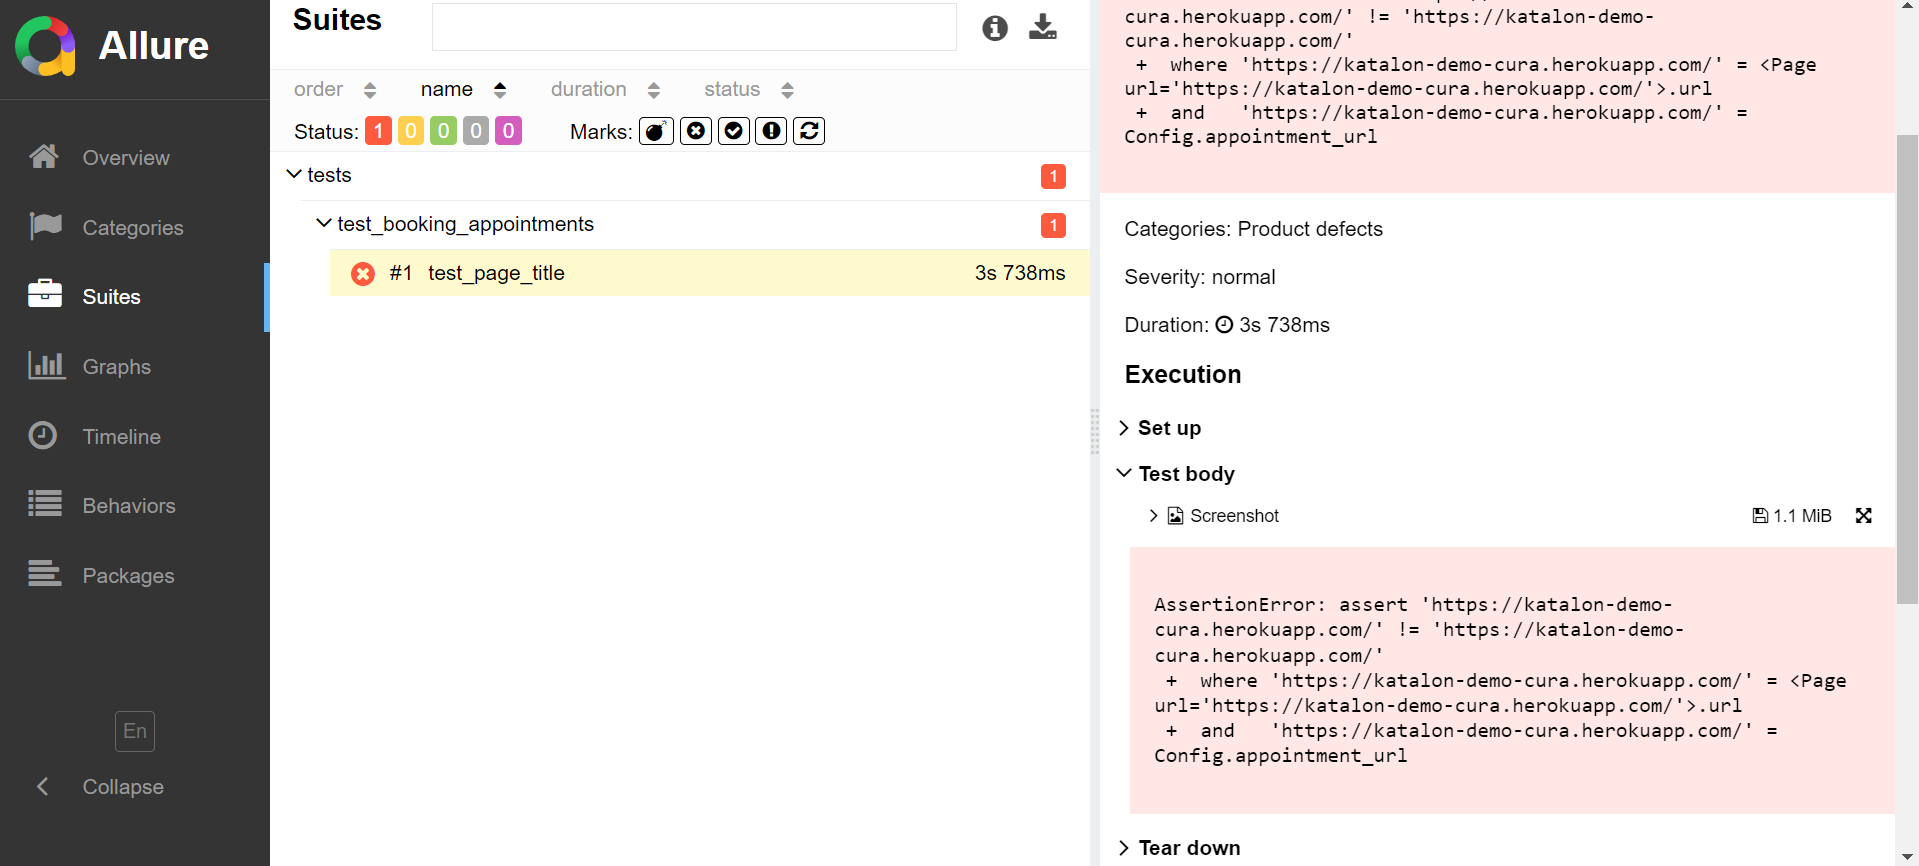 Allure
Overview
Categories
Suites
Graphs
Timeline
Behaviors
Packages
En
Collapse
Suites
order name duration status
Status: 1 0 0 0 0 Marks:
tests 1
test_booking_appointments 1
#1 test_page_title 3s 738ms
cura.herokuapp.com/' != 'https://katalon-demo-
cura.herokuapp.com/'
+ where 'https://katalon-demo-cura.herokuapp.com/' = <Page
url='https://katalon-demo-cura.herokuapp.com/'>.url
+ and 'https://katalon-demo-cura.herokuapp.com/' =
Config.appointment_url
Categories: Product defects
Severity: normal
Duration: 3s 738ms
Execution
Set up
Test body
Screenshot 1.1 MiB
AssertionError: assert 'https://katalon-demo-
cura.herokuapp.com/' != 'https://katalon-demo-
cura.herokuapp.com/'
+ where 'https://katalon-demo-cura.herokuapp.com/' = <Page
url='https://katalon-demo-cura.herokuapp.com/'>.url
+ and 'https://katalon-demo-cura.herokuapp.com/' =
Config.appointment_url
Tear down